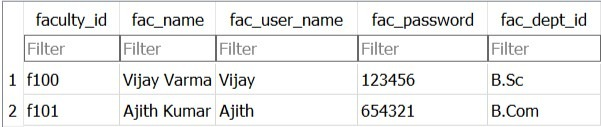 faculty_id fac_name fac_user_name fac_password fac_dept_id
Filter Filter Filter Filter Filter
1 f100 Vijay Varma Vijay 123456 B.Sc
2 f101 Ajith Kumar Ajith 654321 B.Com